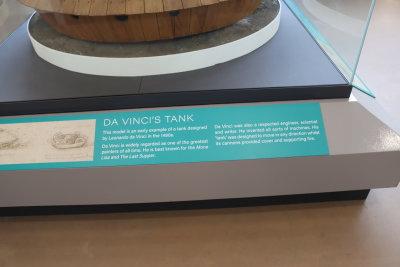 DA VINCI'S TANK
This model is an early example of a tank designed
by Leonardo da Vinci in the 1480s.
Da Vinci is widely regarded as one of the greatest
painters of all time. He is best known for the Mona
Lisa and The Last Supper.
Da Vinci was also a respected engineer, scientist
and writer. He invented all sorts of machines. His
'tank' was designed to move in any direction whilst
its cannons provided cover and supporting fire.